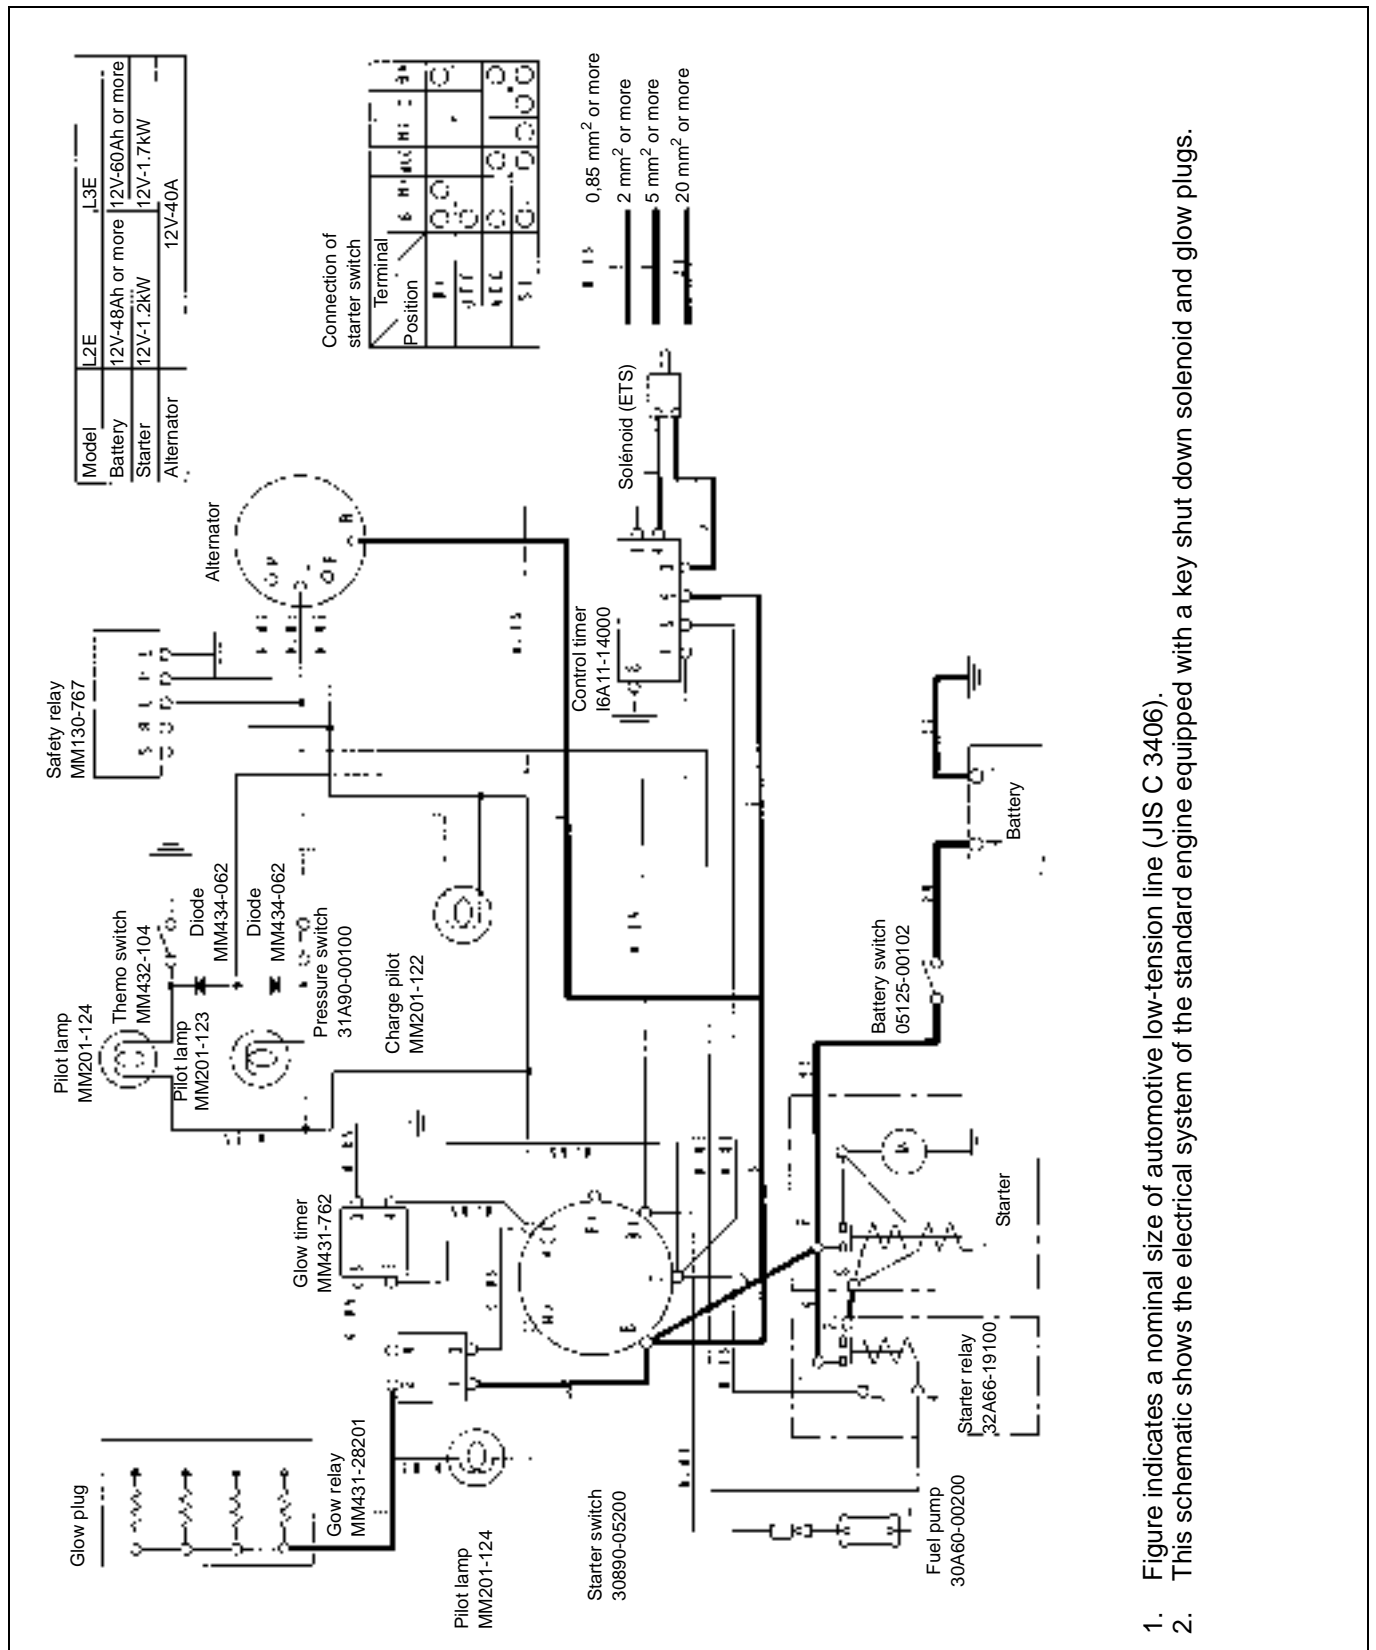 Model L2E L3E
Battery 12V-48Ah or more 12V-60Ah or more
Starter 12V-1.2kW 12V-1.7kW
Alternator 12V-40A
Connection of
starter switch
Terminal
Position
0,85 mm² or more
2 mm² or more
5 mm² or more
20 mm² or more
Safety relay
MM130-767
Alternator
Solénoid (ETS)
Control timer
I6A11-14000
Pilot lamp
MM201-124
Themo switch
MM432-104
Pilot lamp
MM201-123
Diode
MM434-062
Diode
MM434-062
Pressure switch
31A90-00100
Charge pilot
MM201-122
Battery
Battery switch
05125-00102
Glow timer
MM431-762
Starter
Starter relay
32A66-19100
Glow plug
Gow relay
MM431-28201
Pilot lamp
MM201-124
Starter switch
30890-05200
Fuel pump
30A60-00200
1. Figure indicates a nominal size of automotive low-tension line (JIS C 3406).
2. This schematic shows the electrical system of the standard engine equipped with a key shut down solenoid and glow plugs.